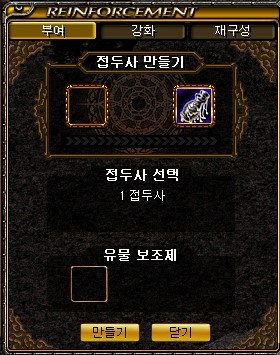 REINFORCEMENT
부여 강화 재구성
접두사 만들기
접두사 선택
1 접두사
유물 보조제
만들기 닫기